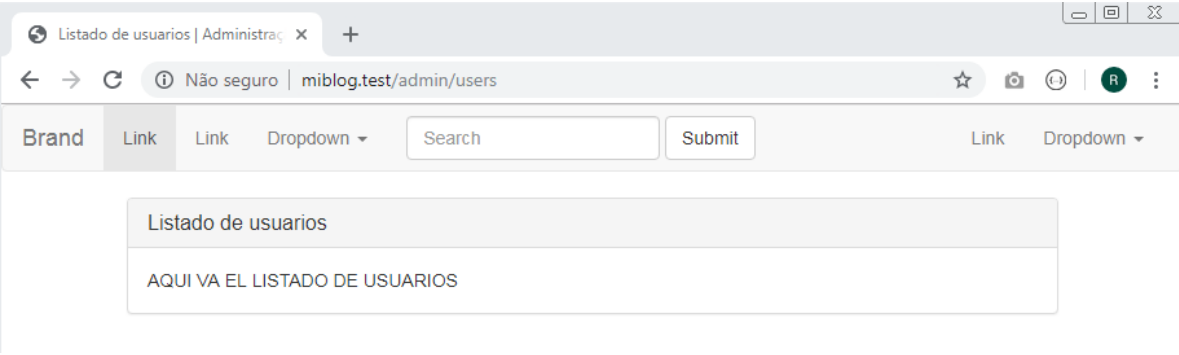 Listado de usuarios | Administraç
Não seguro | miblog.test/admin/users
R
Brand Link Link Dropdown Search Submit Link Dropdown
Listado de usuarios
AQUI VA EL LISTADO DE USUARIOS